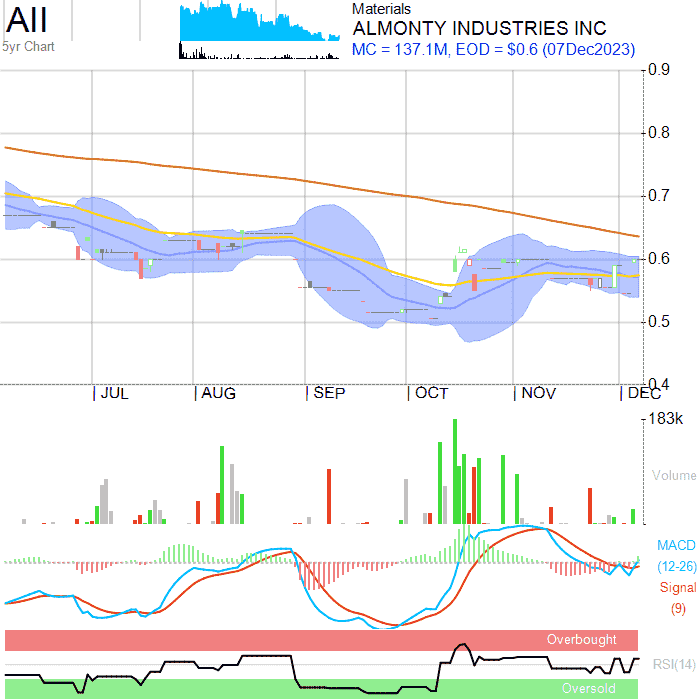 AII
5yr Chart
Materials
ALMONTY INDUSTRIES INC
MC = 137.1M, EOD = $0.6 (07Dec2023)
0.9
0.8
0.7
0.6
0.5
0.4
JUL AUG SEP OCT NOV DEC
183k
Volume
MACD
(12-26)
Signal
(9)
Overbought
RSI(14)
Oversold